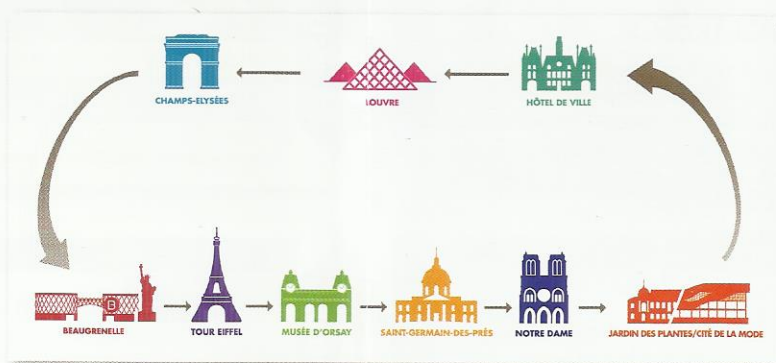 CHAMPS-ELYSÉES
LOUVRE
HÔTEL DE VILLE
B
BEAUGRENELLE
TOUR EIFFEL
MUSÉE D'ORSAY
SAINT-GERMAIN-DES-PRÉS
NOTRE DAME
JARDIN DES PLANTES/CITÉ DE LA MODE